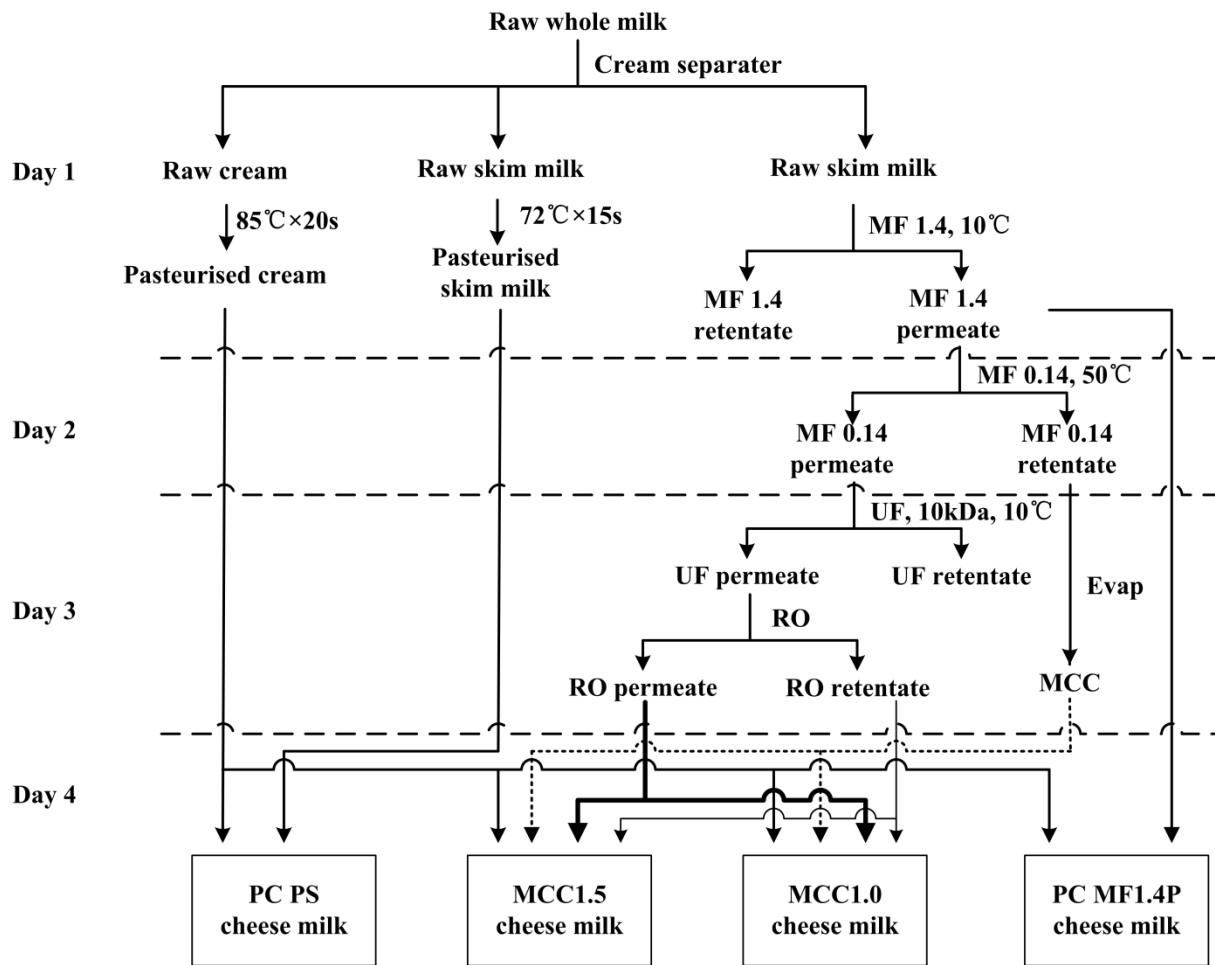 Raw whole milk
Cream separater
Day 1
Raw cream
Raw skim milk
Raw skim milk
85℃×20s
72℃×15s
MF 1.4, 10℃
Pasteurised cream
Pasteurised
skim milk
MF 1.4
retentate
MF 1.4
permeate
MF 0.14, 50℃
Day 2
MF 0.14
permeate
MF 0.14
retentate
UF, 10kDa, 10℃
UF permeate
UF retentate
Evap
Day 3
RO
RO permeate
RO retentate
MCC
Day 4
PC PS
cheese milk
MCC1.5
cheese milk
MCC1.0
cheese milk
PC MF1.4P
cheese milk